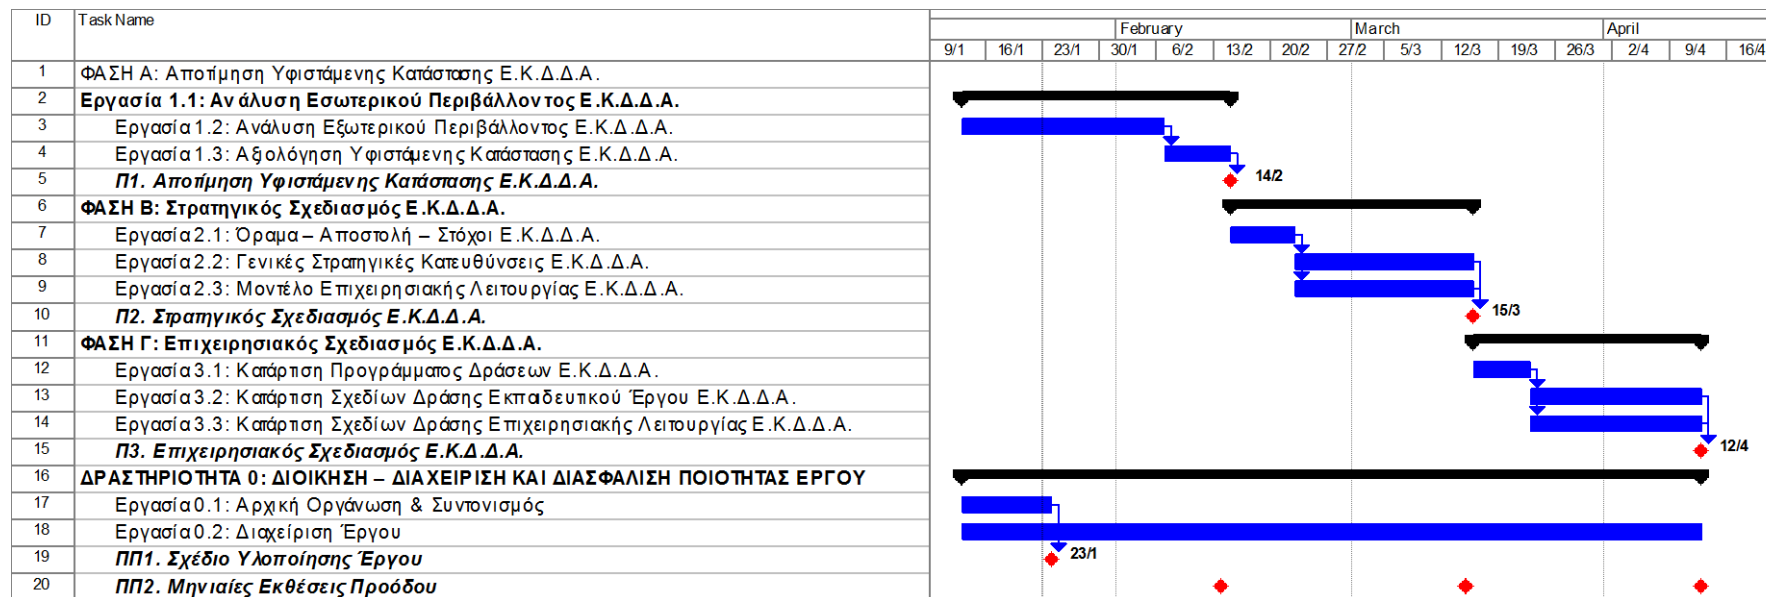 ID Task Name
February March April
9/1 16/1 23/1 30/1 6/2 13/2 20/2 27/2 5/3 12/3 19/3 26/3 2/4 9/4 16/4
1 ΦΑΣΗ Α: Αποτίμηση Υφιστάμενης Κατάστασης Ε.Κ.Δ.Δ.Α.
2 Εργασία 1.1: Ανάλυση Εσωτερικού Περιβάλλοντος Ε.Κ.Δ.Δ.Α.
3 Εργασία 1.2: Ανάλυση Εξωτερικού Περιβάλλοντος Ε.Κ.Δ.Δ.Α.
4 Εργασία 1.3: Αξιολόγηση Υφιστάμενης Κατάστασης Ε.Κ.Δ.Δ.Α.
5 Π1. Αποτίμηση Υφιστάμενης Κατάστασης Ε.Κ.Δ.Δ.Α. 14/2
6 ΦΑΣΗ Β: Στρατηγικός Σχεδιασμός Ε.Κ.Δ.Δ.Α.
7 Εργασία 2.1: Όραμα – Αποστολή – Στόχοι Ε.Κ.Δ.Δ.Α.
8 Εργασία 2.2: Γενικές Στρατηγικές Κατευθύνσεις Ε.Κ.Δ.Δ.Α.
9 Εργασία 2.3: Μοντέλο Επιχειρησιακής Λειτουργίας Ε.Κ.Δ.Δ.Α.
10 Π2. Στρατηγικός Σχεδιασμός Ε.Κ.Δ.Δ.Α. 15/3
11 ΦΑΣΗ Γ: Επιχειρησιακός Σχεδιασμός Ε.Κ.Δ.Δ.Α.
12 Εργασία 3.1: Κατάρτιση Προγράμματος Δράσεων Ε.Κ.Δ.Δ.Α.
13 Εργασία 3.2: Κατάρτιση Σχεδίων Δράσης Εκπαιδευτικού Έργου Ε.Κ.Δ.Δ.Α.
14 Εργασία 3.3: Κατάρτιση Σχεδίων Δράσης Επιχειρησιακής Λειτουργίας Ε.Κ.Δ.Δ.Α.
15 Π3. Επιχειρησιακός Σχεδιασμός Ε.Κ.Δ.Δ.Α. 12/4
16 ΔΡΑΣΤΗΡΙΟΤΗΤΑ 0: ΔΙΟΙΚΗΣΗ – ΔΙΑΧΕΙΡΙΣΗ ΚΑΙ ΔΙΑΣΦΑΛΙΣΗ ΠΟΙΟΤΗΤΑΣ ΕΡΓΟΥ
17 Εργασία 0.1: Αρχική Οργάνωση & Συντονισμός
18 Εργασία 0.2: Διαχείριση Έργου
19 ΠΠ1. Σχέδιο Υλοποίησης Έργου 23/1
20 ΠΠ2. Μηνιαίες Εκθέσεις Προόδου